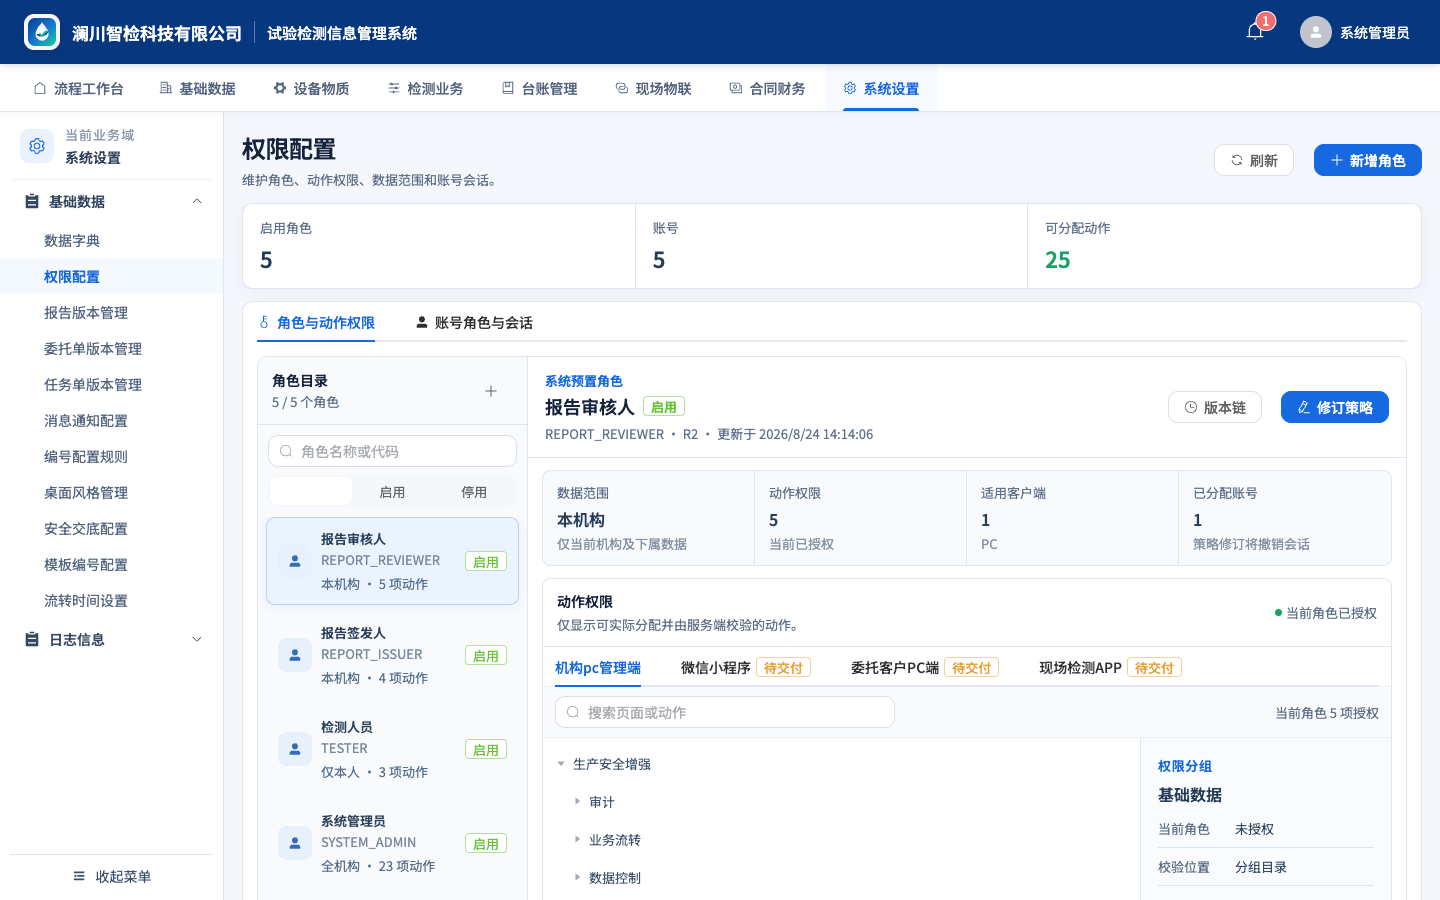 澜川智检科技有限公司 试验检测信息管理系统
1
系统管理员
流程工作台 基础数据 设备物质 检测业务 台账管理 现场物联 合同财务 系统设置
当前业务域
系统设置
基础数据
数据字典
权限配置
报告版本管理
委托单版本管理
任务单版本管理
消息通知配置
编号配置规则
桌面风格管理
安全交底配置
模板编号配置
流转时间设置
日志信息
收起菜单
权限配置
维护角色、动作权限、数据范围和账号会话。
刷新
新增角色
启用角色
5
账号
5
可分配动作
25
角色与动作权限 账号角色与会话
角色目录
5 / 5 个角色
角色名称或代码
启用 停用
报告审核人
REPORT_REVIEWER
本机构 • 5 项动作
启用
报告签发人
REPORT_ISSUER
本机构 • 4 项动作
启用
检测人员
TESTER
仅本人 • 3 项动作
启用
系统管理员
SYSTEM_ADMIN
全机构 • 23 项动作
启用
系统预置角色
报告审核人 启用
REPORT_REVIEWER • R2 • 更新于 2026/8/24 14:14:06
版本链
修订策略
数据范围
本机构
仅当前机构及下属数据
动作权限
5
当前已授权
适用客户端
1
PC
已分配账号
1
策略修订将撤销会话
动作权限
仅显示可实际分配并由服务端校验的动作。
当前角色已授权
机构pc管理端 微信小程序 待交付 委托客户PC端 待交付 现场检测APP 待交付
搜索页面或动作
当前角色 5 项授权
生产安全增强
审计
业务流转
数据控制
权限分组
基础数据
当前角色 未授权
校验位置 分组目录